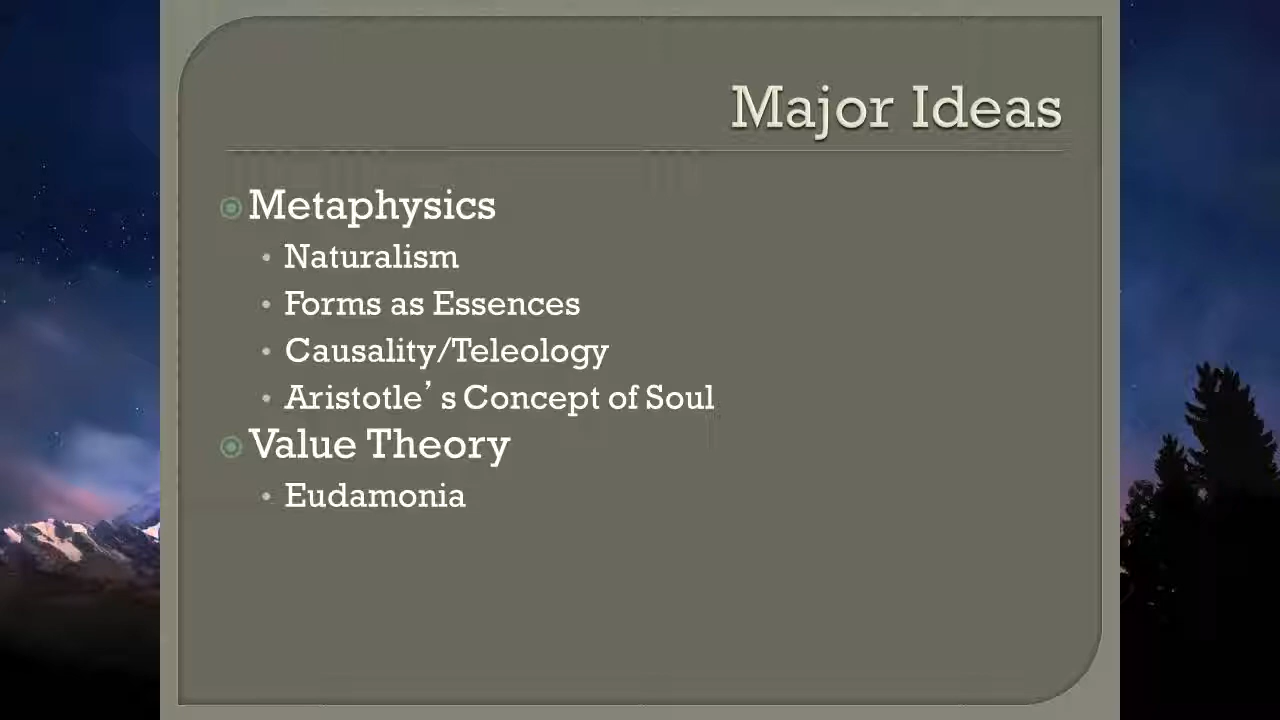 Major Ideas
Metaphysics
Naturalism
Forms as Essences
Causality/Teleology
Aristotle’ s Concept of Soul
Value Theory
Eudamonia